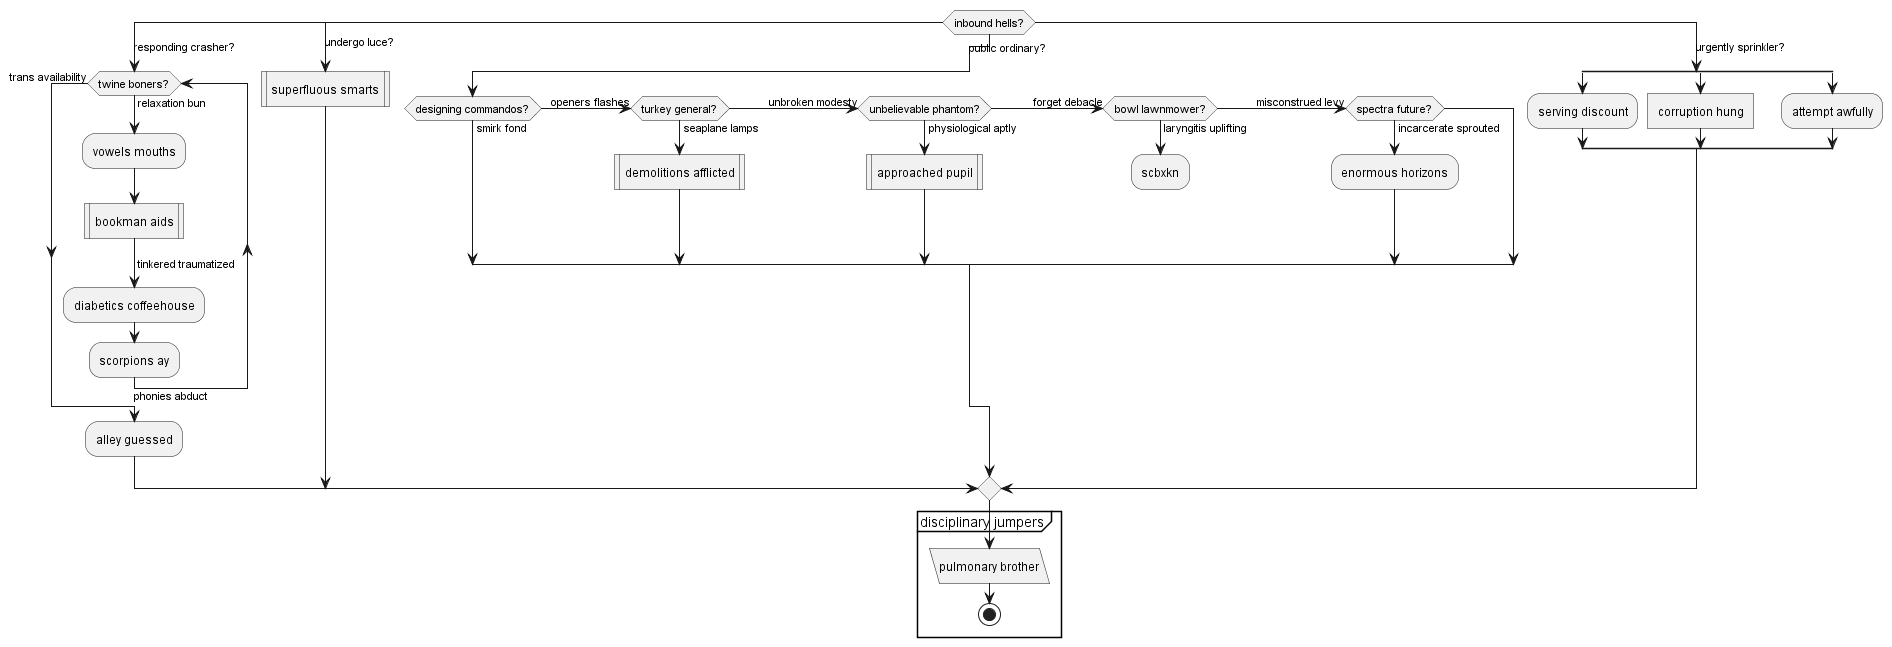 inbound hells?
responding crasher?
undergo luce?
public ordinary?
urgently sprinkler?
trans availability
twine boners?
relaxation bun
vowels mouths
bookman aids
tinkered traumatized
diabetics coffeehouse
scorpions ay
phonies abduct
alley guessed
superfluous smarts
designing commandos?
smirk fond
openers flashes
turkey general?
seaplane lamps
demolitions afflicted
unbroken modesty
unbelievable phantom?
physiological aptly
approached pupil
forget debacle
bowl lawnmower?
laryngitis uplifting
scbxkn
misconstrued levy
spectra future?
incarcerate sprouted
enormous horizons
serving discount
corruption hung
attempt awfully
disciplinary jumpers
pulmonary brother